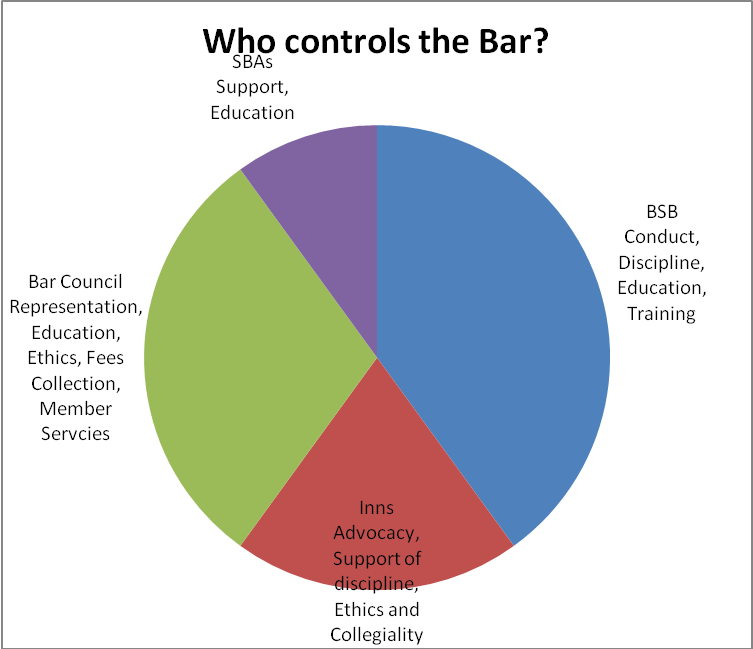 Who controls the Bar?
SBAs
Support,
Education
BSB
Conduct,
Discipline,
Education,
Training
Bar Council
Representation,
Education,
Ethics, Fees
Collection,
Member
Servcies
Inns
Advocacy,
Support of
discipline,
Ethics and
Collegiality